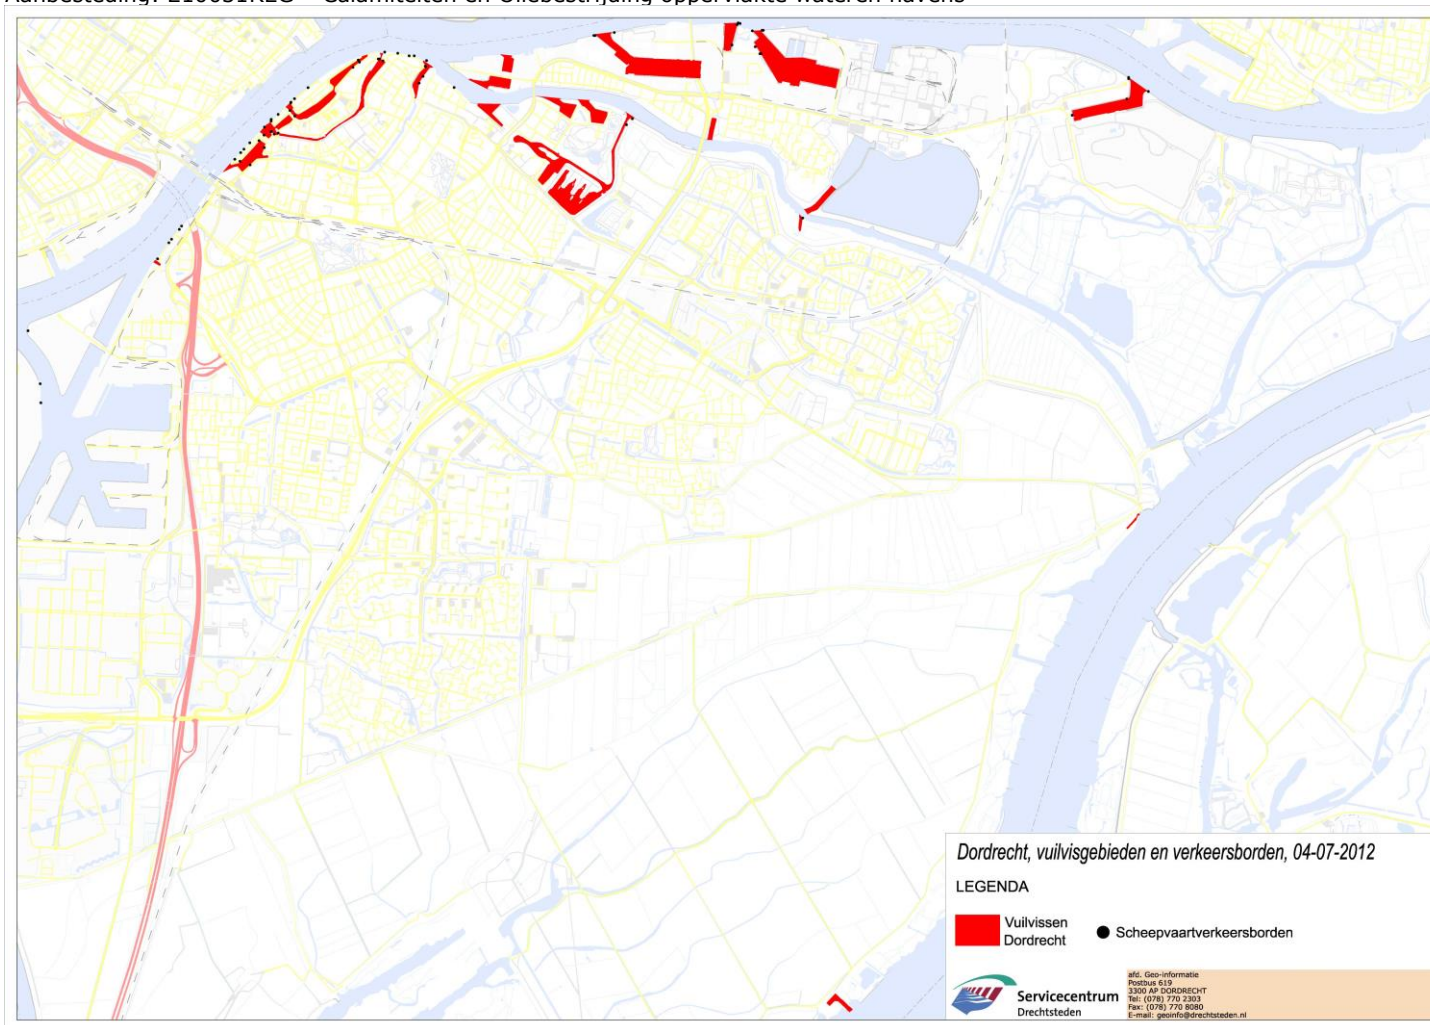 Dordrecht, vuilvisgebieden en verkeersborden, 04-07-2012
LEGENDA
Vuilvissen
Dordrecht
Scheepvaartverkeersborden
Servicecentrum
Drechtsteden
afd. Geo-informatie
Postbus 619
3300 AP DORDRECHT
Tel: (078) 770 2303
Fax: (078) 770 8080
E-mail: geoinfo@drechtsteden.nl